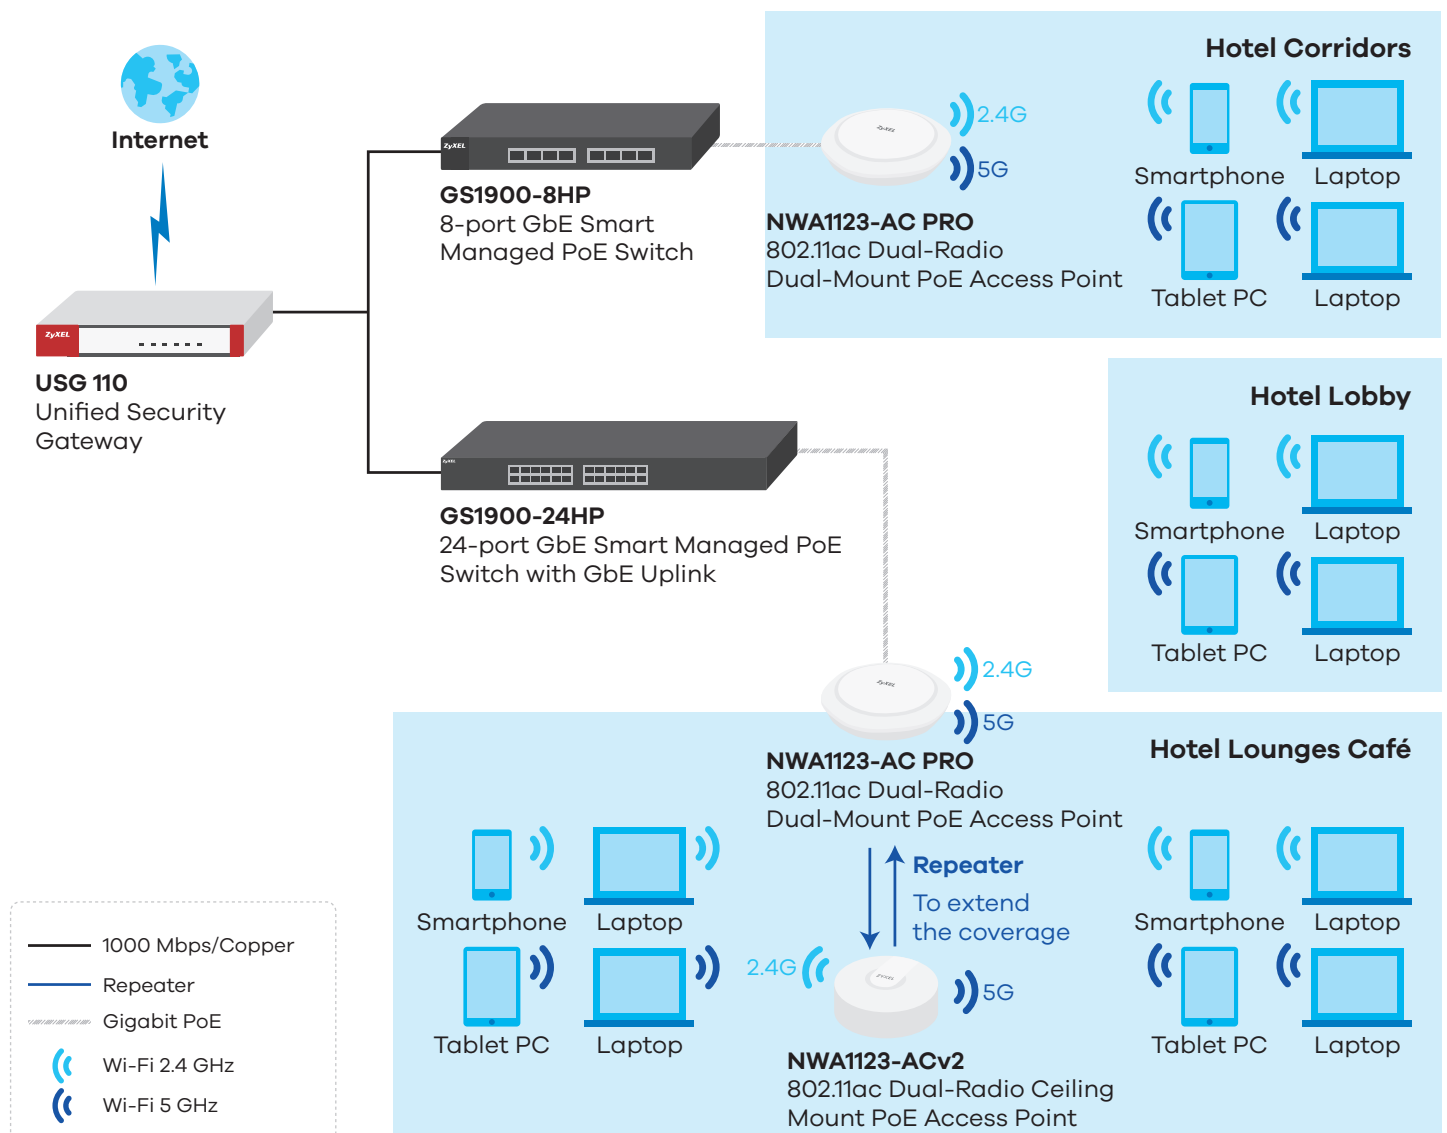 Internet
ZyXEL
USG 110
Unified Security
Gateway
ZyXEL
GS1900-8HP
8-port GbE Smart
Managed PoE Switch
ZyXEL
GS1900-24HP
24-port GbE Smart Managed PoE
Switch with GbE Uplink
Hotel Corridors
ZyXEL
2.4G
5G
NWA1123-AC PRO
802.11ac Dual-Radio
Dual-Mount PoE Access Point
Smartphone
Laptop
Tablet PC
Laptop
Hotel Lobby
Smartphone
Laptop
Tablet PC
Laptop
ZyXEL
2.4G
5G
Hotel Lounges Café
NWA1123-AC PRO
802.11ac Dual-Radio
Dual-Mount PoE Access Point
Repeater
To extend
the coverage
Smartphone
Laptop
Tablet PC
Laptop
2.4G
ZyXEL
5G
NWA1123-ACv2
802.11ac Dual-Radio Ceiling
Mount PoE Access Point
Smartphone
Laptop
Tablet PC
Laptop
1000 Mbps/Copper
Repeater
Gigabit PoE
Wi-Fi 2.4 GHz
Wi-Fi 5 GHz